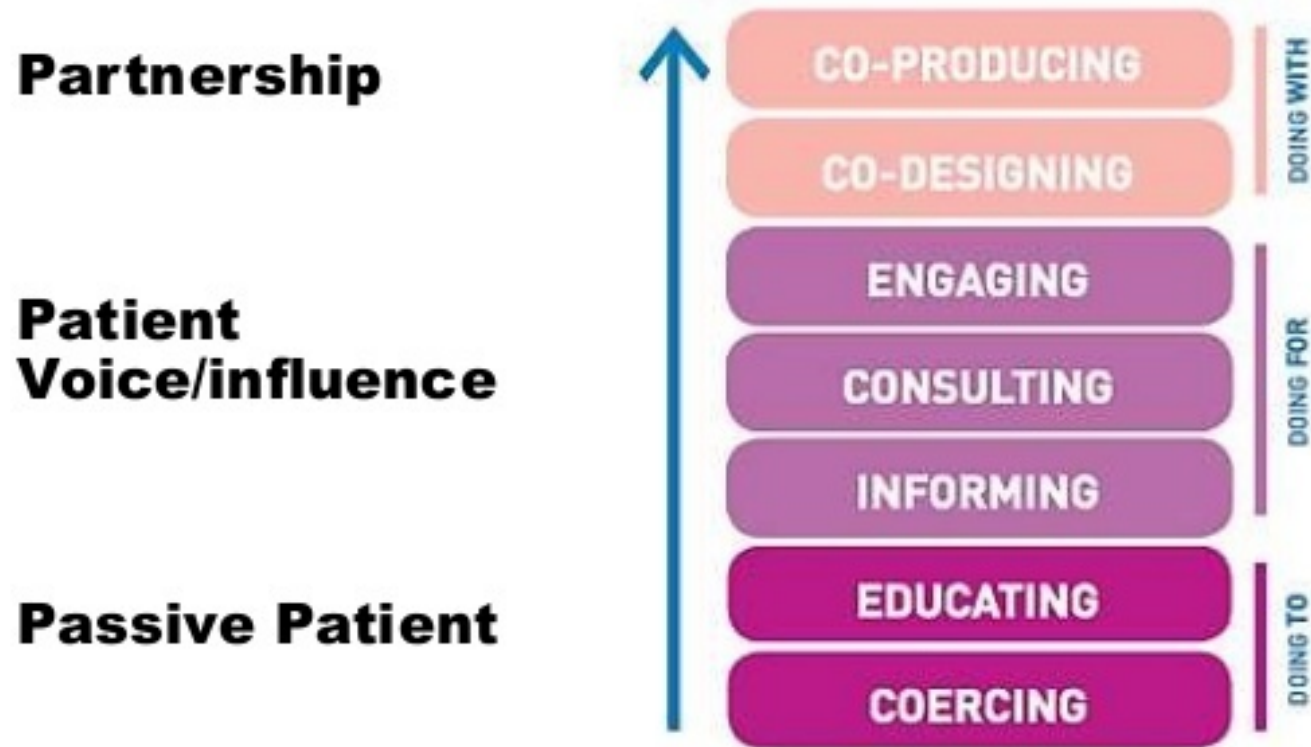 Partnership
Patient
Voice/influence
Passive Patient
CO-PRODUCING
CO-DESIGNING
ENGAGING
CONSULTING
INFORMING
EDUCATING
COERCING
DOING WITH
DOING FOR
DOING TO